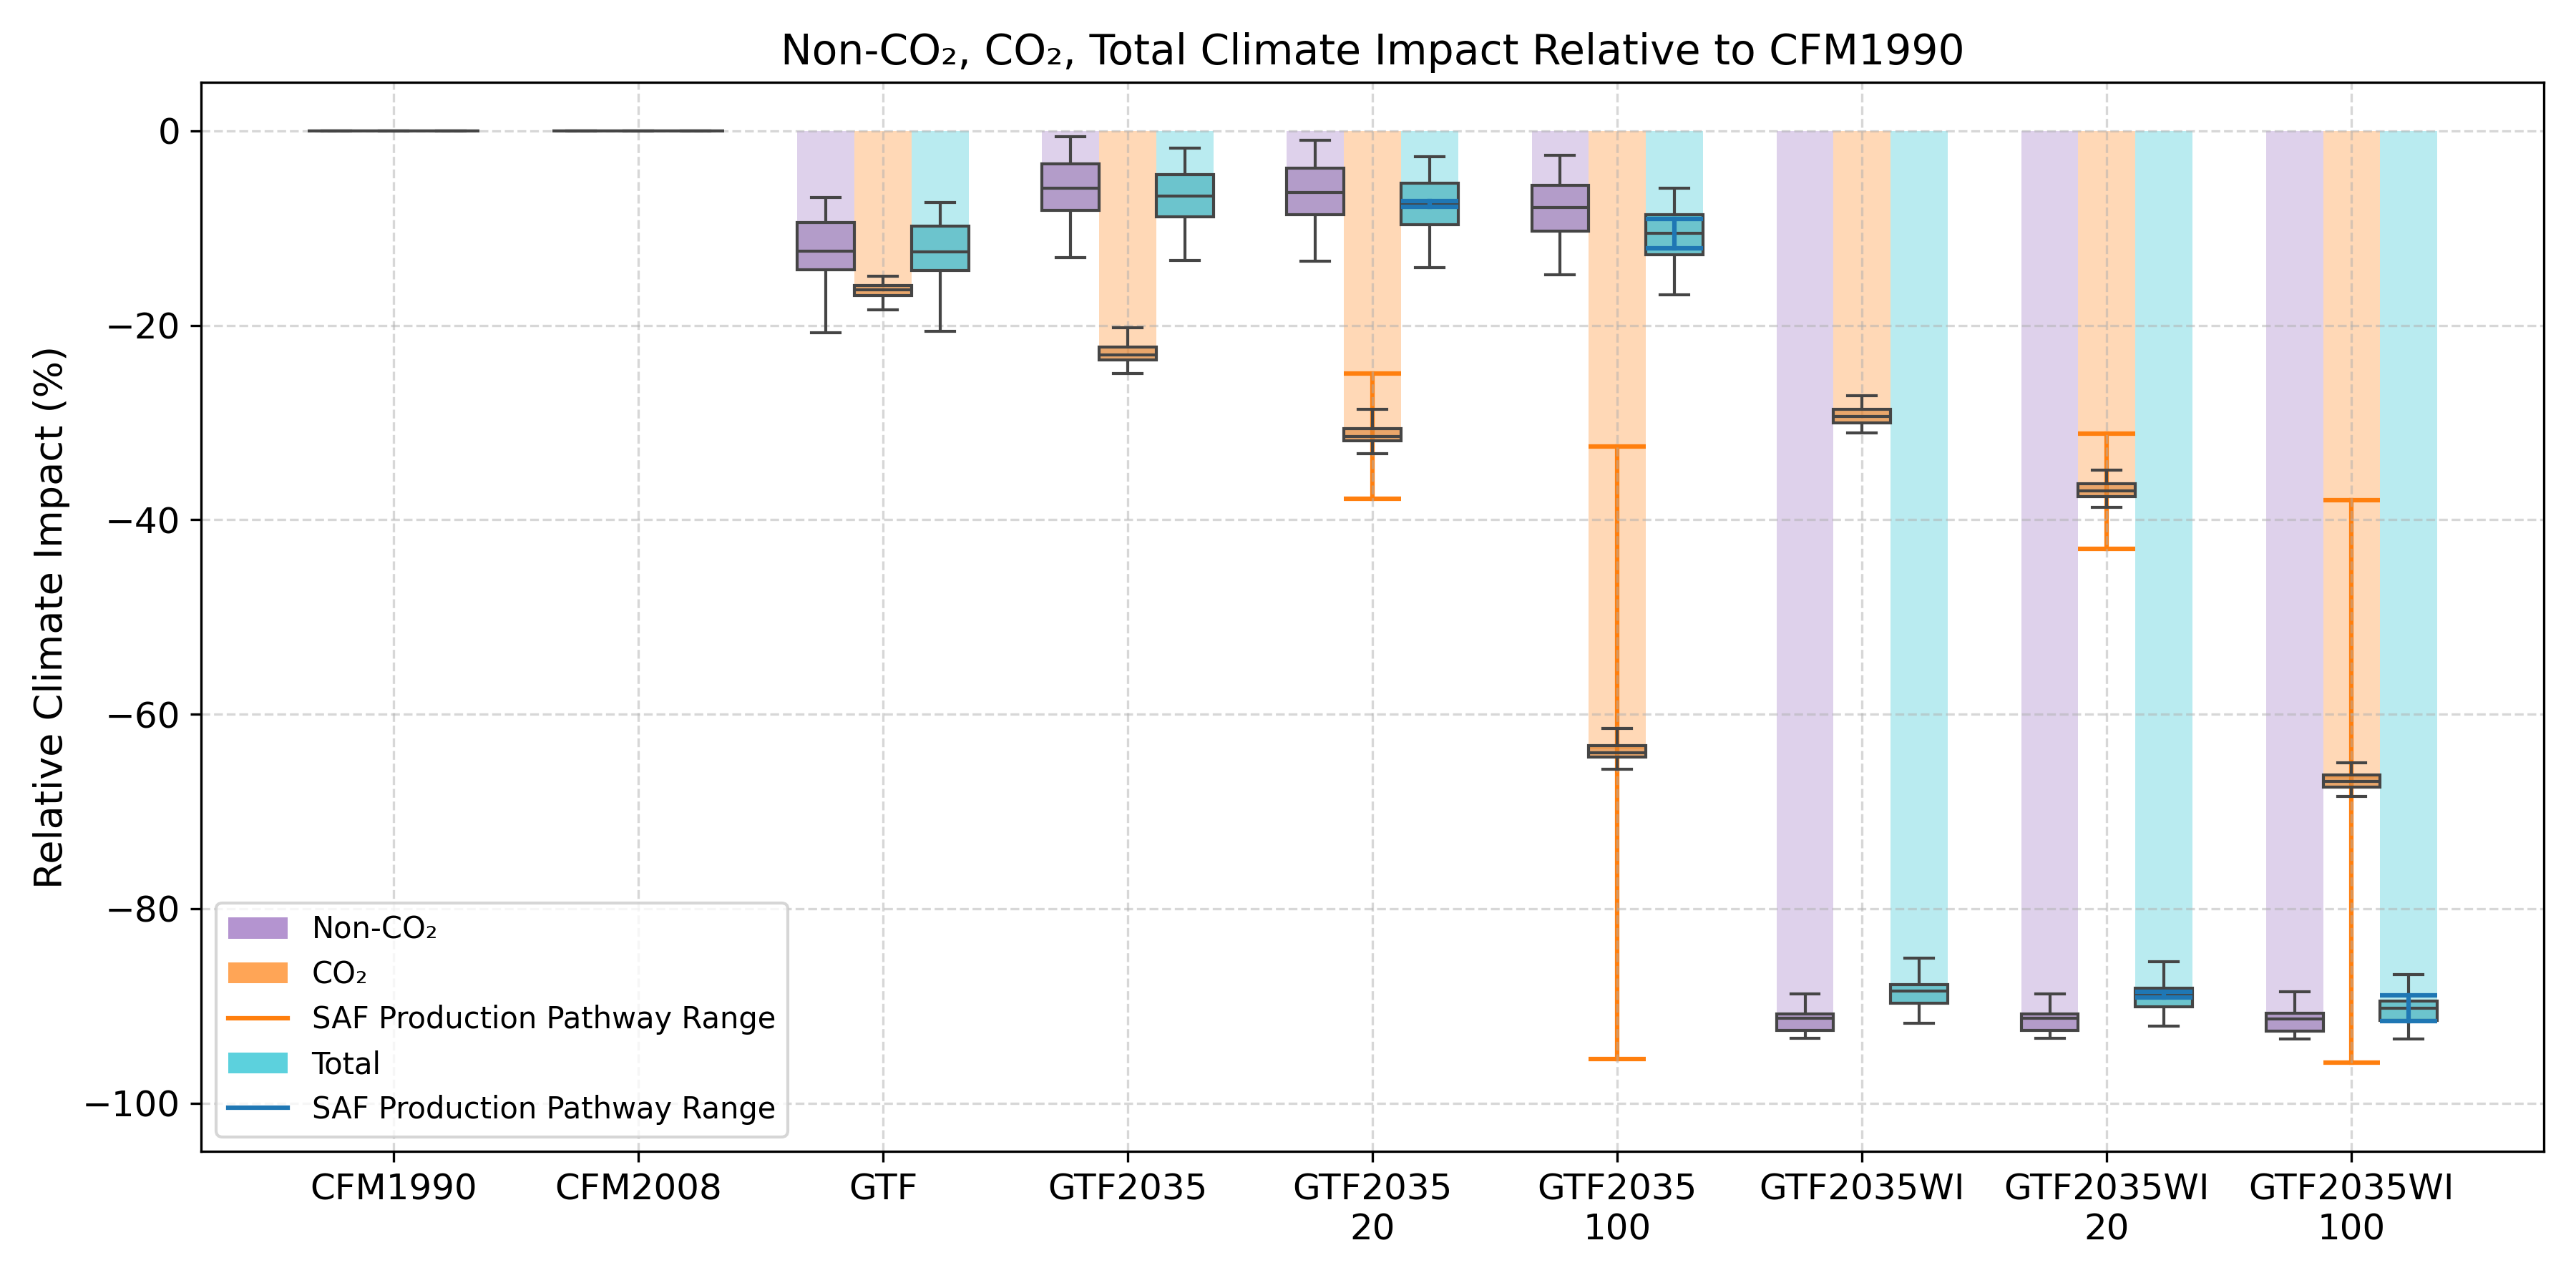 Non-CO₂, CO₂, Total Climate Impact Relative to CFM1990
Relative Climate Impact (%)
0
−20
−40
−60
−80
−100
Non-CO₂
CO₂
SAF Production Pathway Range
Total
SAF Production Pathway Range
CFM1990
CFM2008
GTF
GTF2035
GTF2035
20
GTF2035
100
GTF2035WI
GTF2035WI
20
GTF2035WI
100